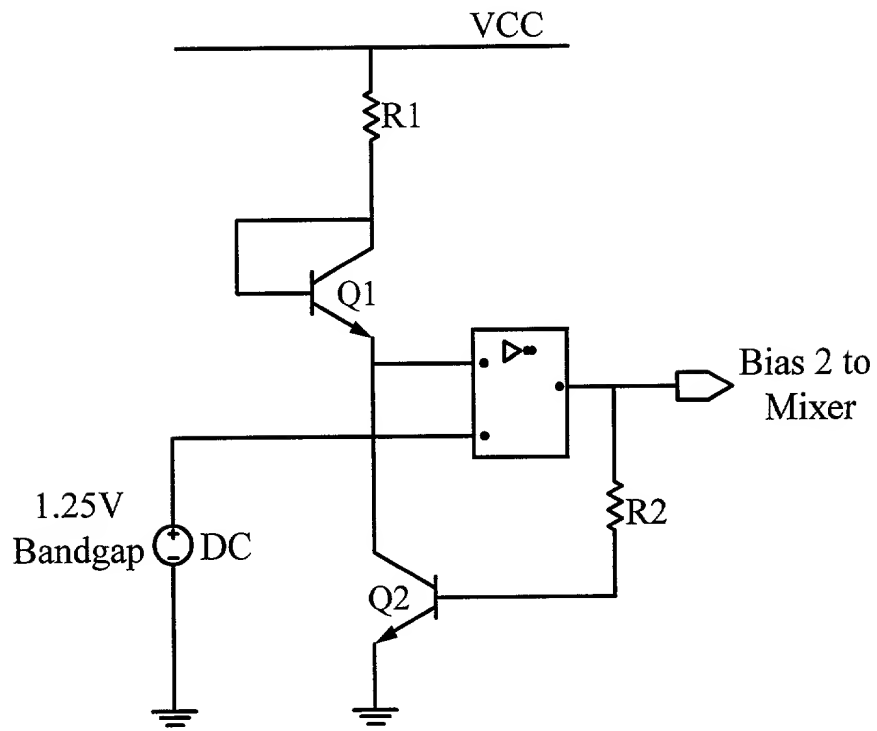 VCC
R1
Q1
Bias 2 to
Mixer
1.25V
Bandgap
DC
R2
Q2